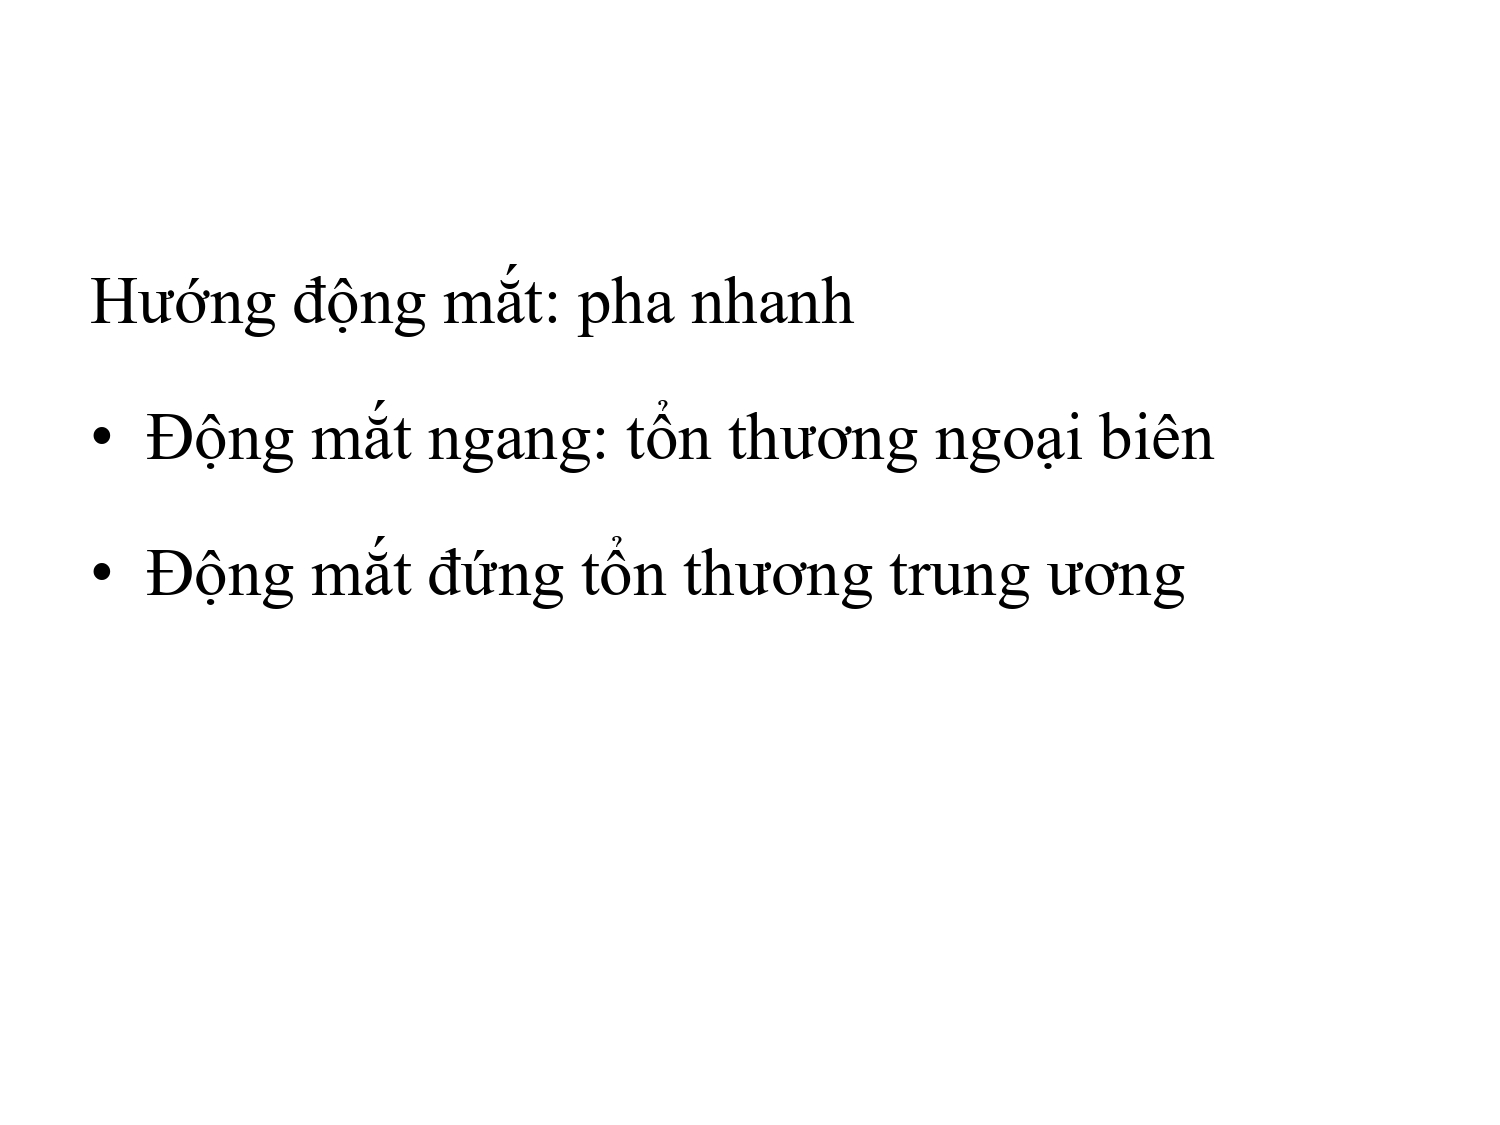 Hướng động mắt: pha nhanh
• Động mắt ngang: tổn thương ngoại biên
• Động mắt đứng tổn thương trung ương